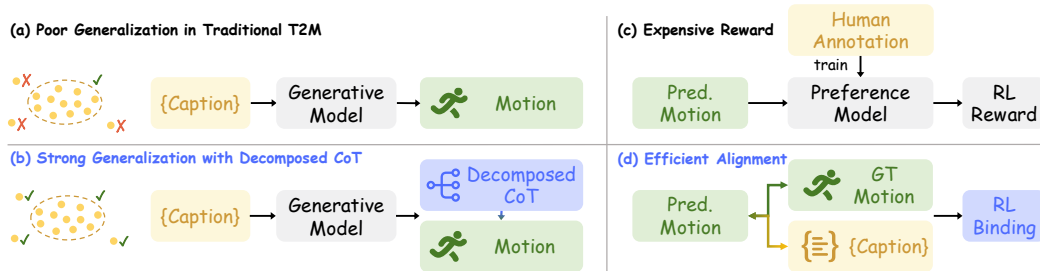 (a) Poor Generalization in Traditional T2M
{Caption}
Generative
Model
Motion
(b) Strong Generalization with Decomposed CoT
{Caption}
Generative
Model
Decomposed
CoT
Motion
(c) Expensive Reward
Human
Annotation
train
Pred.
Motion
Preference
Model
RL
Reward
(d) Efficient Alignment
Pred.
Motion
GT
Motion
{Caption}
RL
Binding